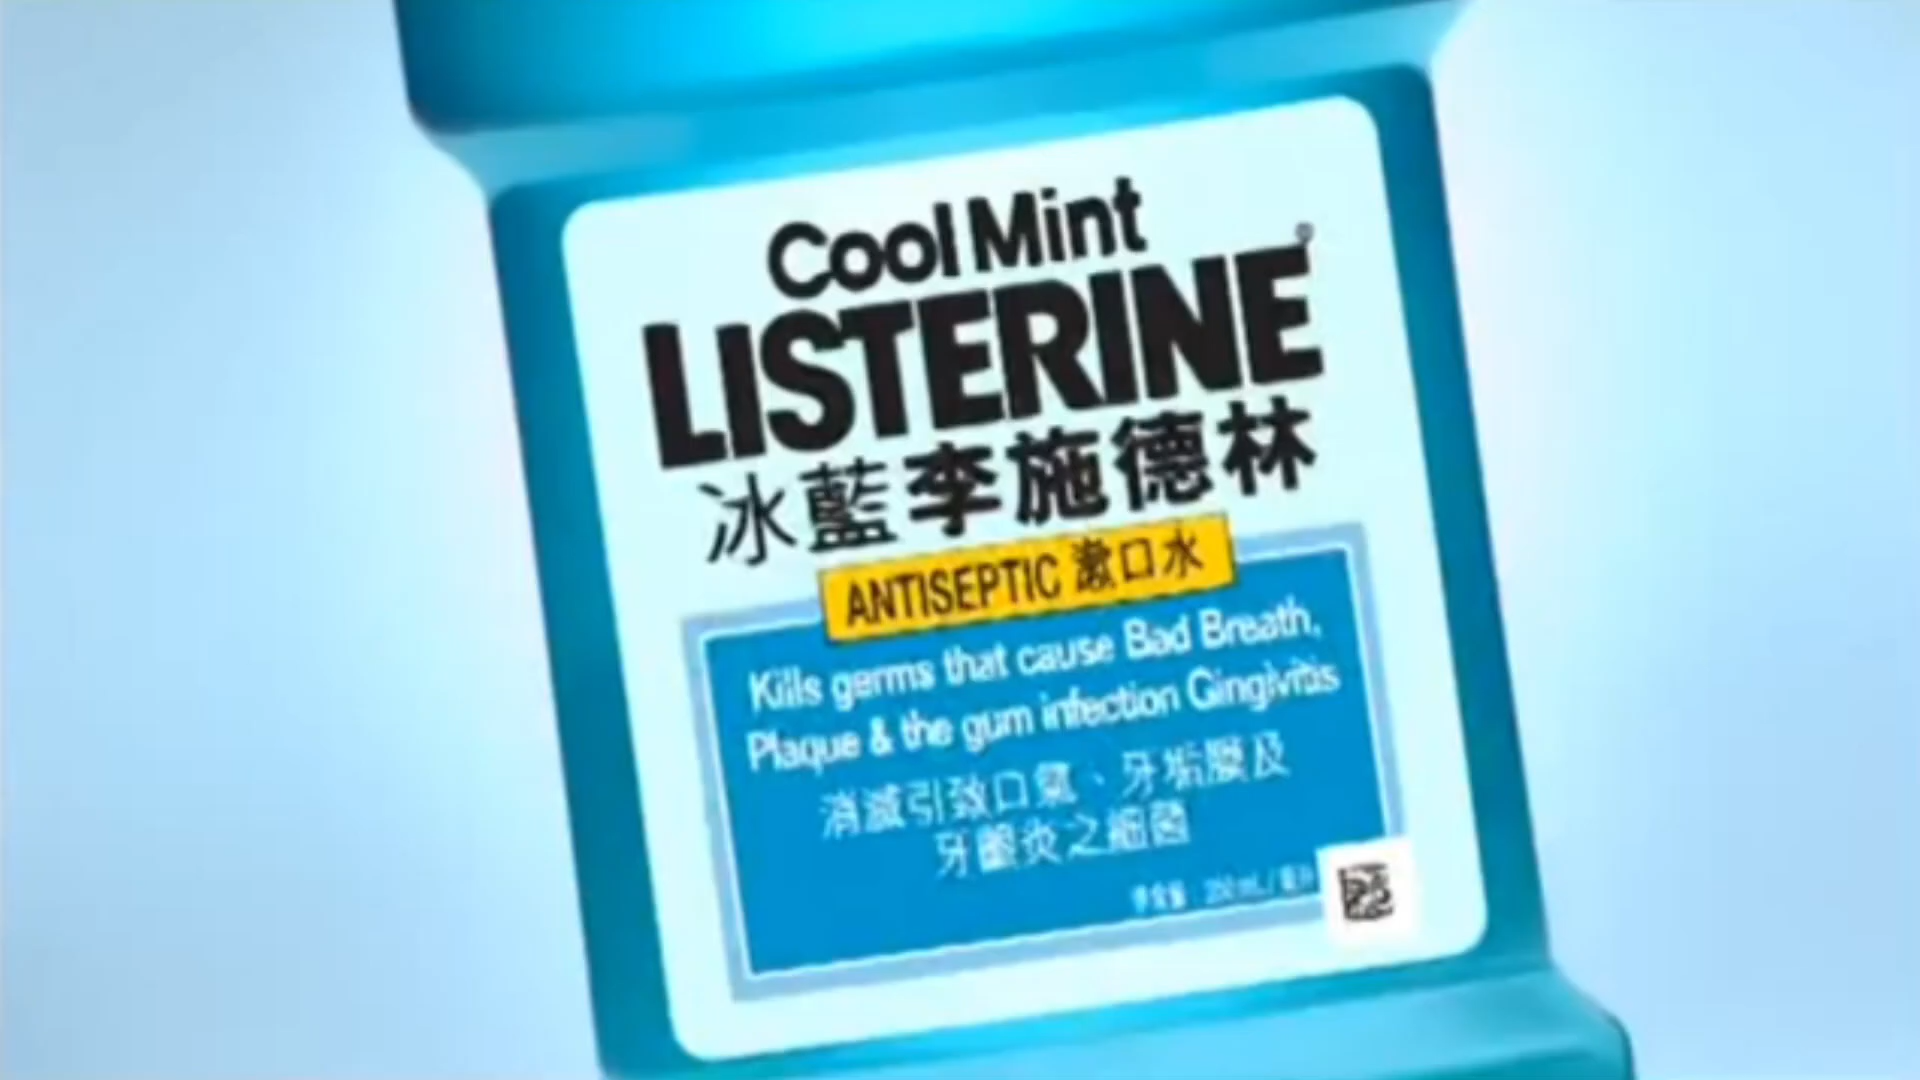 Cool Mint
LISTERINE®
冰藍李施德林
ANTISEPTIC 漱口水
Kills germs that cause Bad Breath,
Plaque & the gum infection Gingivitis
消滅引致口氣、牙垢膜及
牙齦炎之細菌